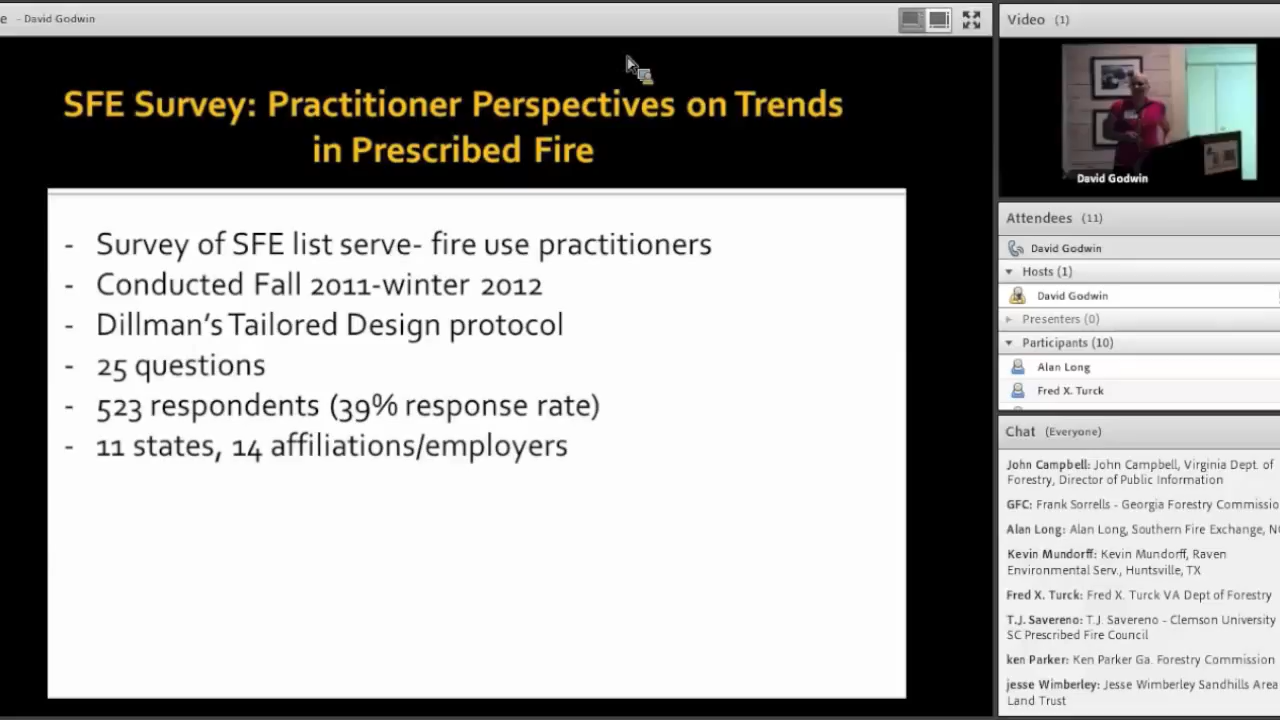 e - David Godwin
SFE Survey: Practitioner Perspectives on Trends
in Prescribed Fire
- Survey of SFE list serve- fire use practitioners
- Conducted Fall 2011-winter 2012
- Dillman's Tailored Design protocol
- 25 questions
- 523 respondents (39% response rate)
- 11 states, 14 affiliations/employers
Video (1)
David Godwin
Attendees (11)
David Godwin
Hosts (1)
David Godwin
Presenters (0)
Participants (10)
Alan Long
Fred X. Turck
Chat (Everyone)
John Campbell: John Campbell, Virginia Dept. of
Forestry, Director of Public Information
GFC: Frank Sorrells - Georgia Forestry Commissio
Alan Long: Alan Long, Southern Fire Exchange, NC
Kevin Mundorff: Kevin Mundorff, Raven
Environmental Serv., Huntsville, TX
Fred X. Turck: Fred X. Turck VA Dept of Forestry
T.J. Savereno: T.J. Savereno - Clemson University
SC Prescribed Fire Council
ken Parker: Ken Parker Ga. Forestry Commission
jesse Wimberley: Jesse Wimberley Sandhills Area
Land Trust